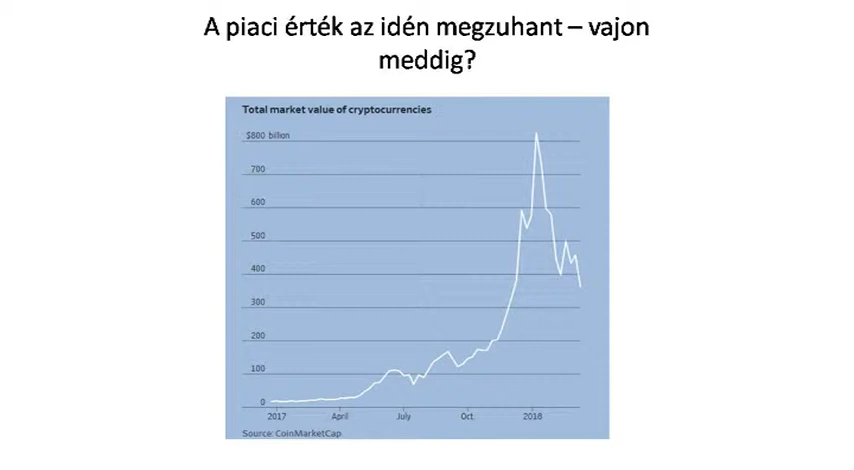 A piaci érték az idén megzuhant – vajon
meddig?
Total market value of cryptocurrencies
$800 billion
700
600
500
400
300
200
100
0
2017 April July Oct. 2018
Source: CoinMarketCap